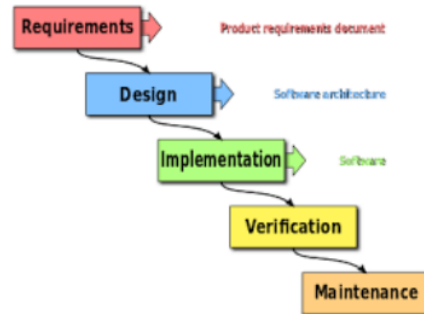 Requirements
Product requirements document
Design
Software architecture
Implementation
Software
Verification
Maintenance